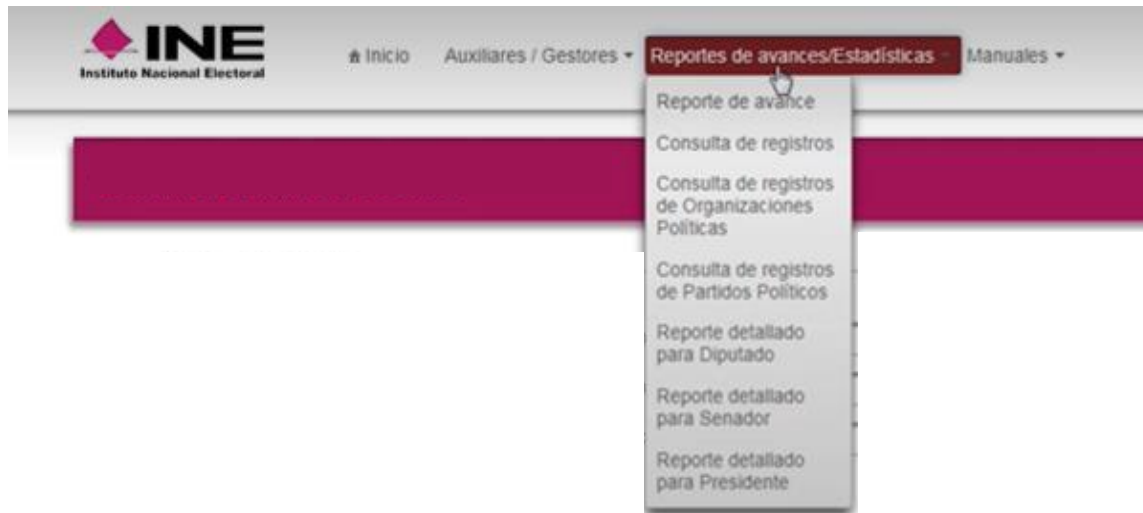 INE
Instituto Nacional Electoral
Inicio
Auxiliares / Gestores
Reportes de avances/Estadísticas
Manuales
Reporte de avance
Consulta de registros
Consulta de registros
de Organizaciones
Políticas
Consulta de registros
de Partidos Políticos
Reporte detallado
para Diputado
Reporte detallado
para Senador
Reporte detallado
para Presidente